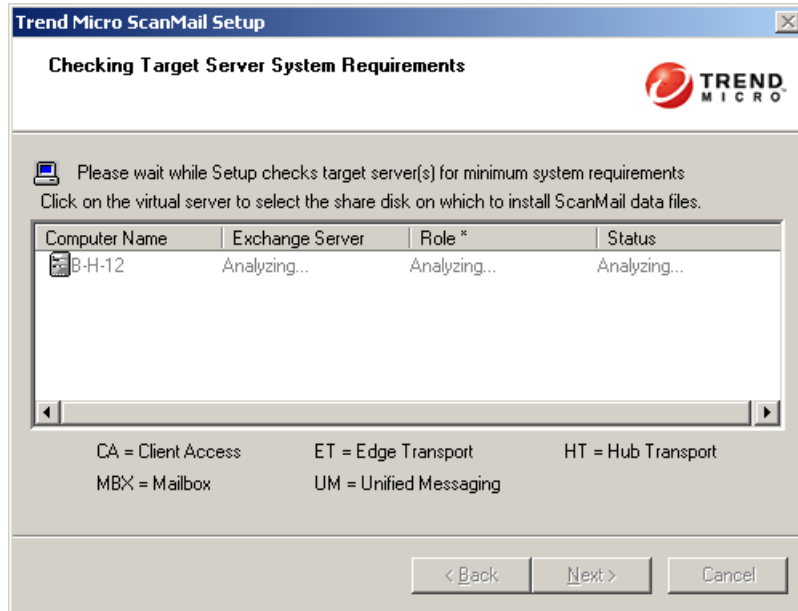 Trend Micro ScanMail Setup
Checking Target Server System Requirements
TREND
MICRO
Please wait while Setup checks target server(s) for minimum system requirements
Click on the virtual server to select the share disk on which to install ScanMail data files.
Computer Name Exchange Server Role * Status
B-H-12 Analyzing... Analyzing... Analyzing...
CA = Client Access ET = Edge Transport HT = Hub Transport
MBX = Mailbox UM = Unified Messaging
< Back Next > Cancel